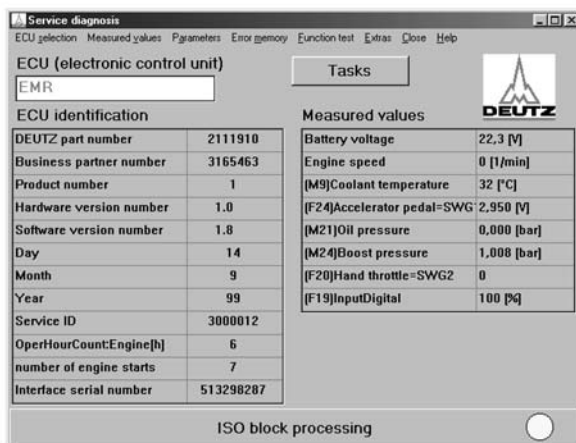 Service diagnosis
ECU selection Measured values Parameters Error memory Function test Extras Close Help
ECU (electronic control unit)
Tasks
EMR
DEUTZ
ECU identification
DEUTZ part number 2111910
Business partner number 3165463
Product number 1
Hardware version number 1.0
Software version number 1.8
Day 14
Month 9
Year 99
Service ID 3000012
OperHourCount:Engine[h] 6
number of engine starts 7
Interface serial number 513298287
Measured values
Battery voltage 22,3 [V]
Engine speed 0 [1/min]
(M9)Coolant temperature 32 [°C]
(F24)Accelerator pedal=SWG 2,950 [V]
(M21)Oil pressure 0,000 [bar]
(M24)Boost pressure 1,008 [bar]
(F20)Hand throttle=SWG2 0
(F19)InputDigital 100 [%]
ISO block processing